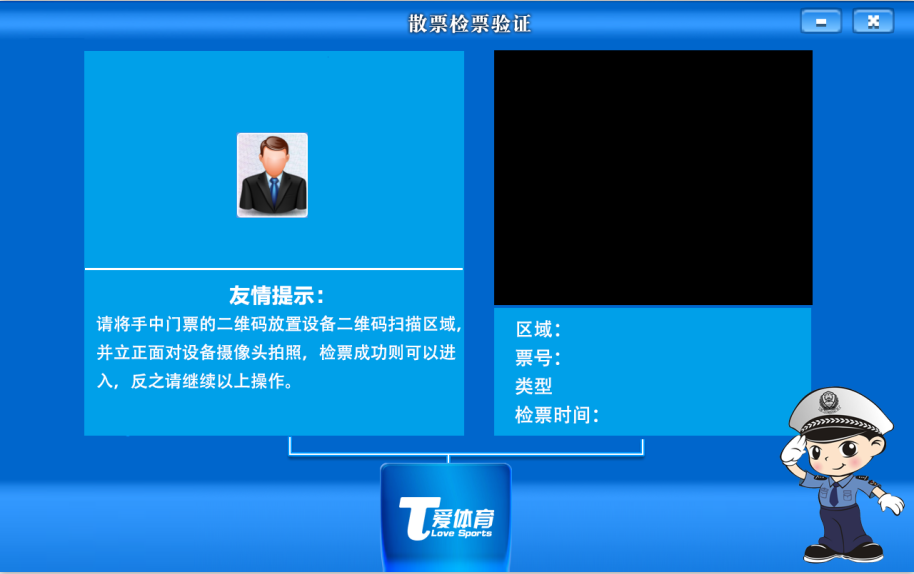 散票检票验证
友情提示：
请将手中门票的二维码放置设备二维码扫描区域,
并立正面对设备摄像头拍照，检票成功则可以进
入，反之请继续以上操作。
区域：
票号：
类型
检票时间：
T爱体育
Love Sports